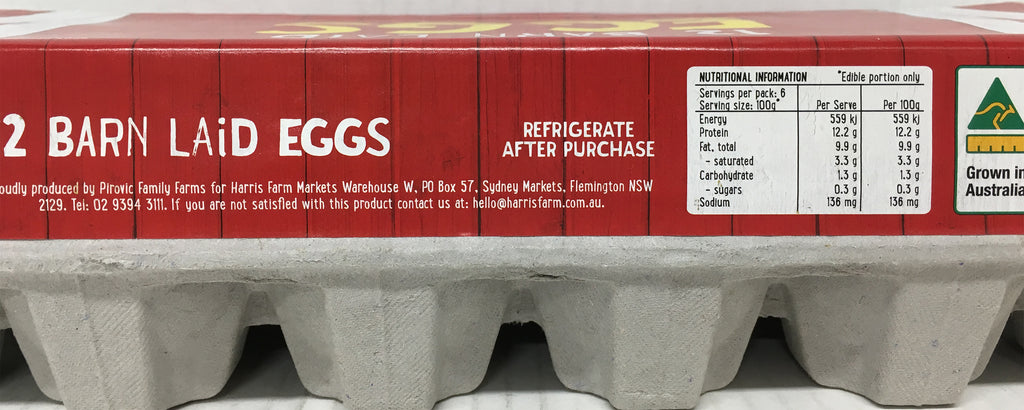 12 BARN LAID EGGS
2 BARN LAiD EGGS
oudly produced by Pirovic Family Farms for Harris Farm Markets Warehouse W, PO Box 57, Sydney Markets, Flemington NSW
2129. Tel: 02 9394 3111. If you are not satisfied with this product contact us at: hello@harrisfarm.com.au.
REFRIGERATE
AFTER PURCHASE
NUTRITIONAL INFORMATION *Edible portion only
Servings per pack: 6
Serving size: 100g* Per Serve Per 100g
Energy 559 kj 559 kj
Protein 12.2 g 12.2 g
Fat, total 9.9 g 9.9 g
- saturated 3.3 g 3.3 g
Carbohydrate 1.3 g 1.3 g
- sugars 0.3 g 0.3 g
Sodium 136 mg 136 mg
Grown in
Australia